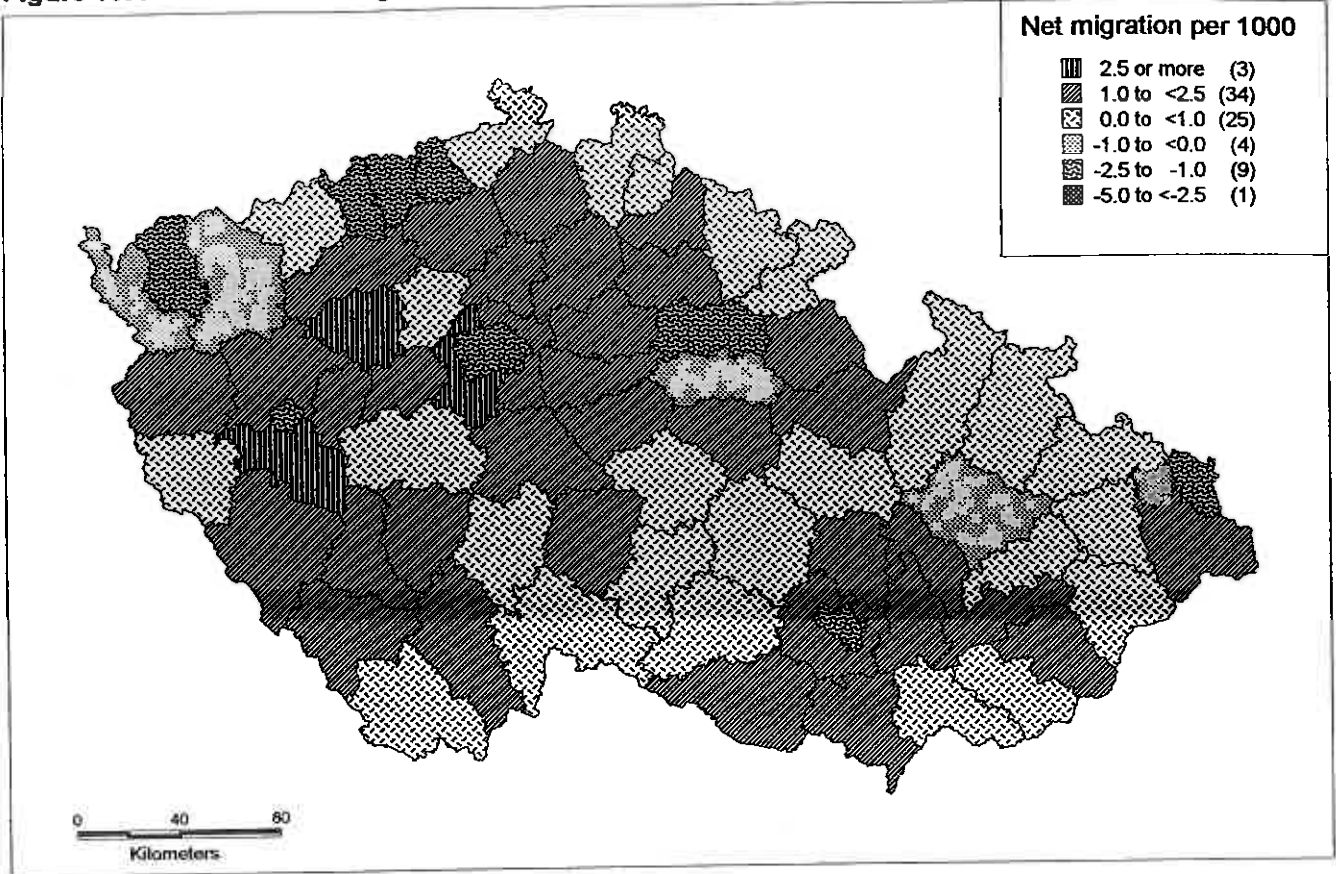 Net migration per 1000
2.5 or more (3)
1.0 to <2.5 (34)
0.0 to <1.0 (25)
-1.0 to <0.0 (4)
-2.5 to -1.0 (9)
-5.0 to <-2.5 (1)
0 40 80
Kilometers